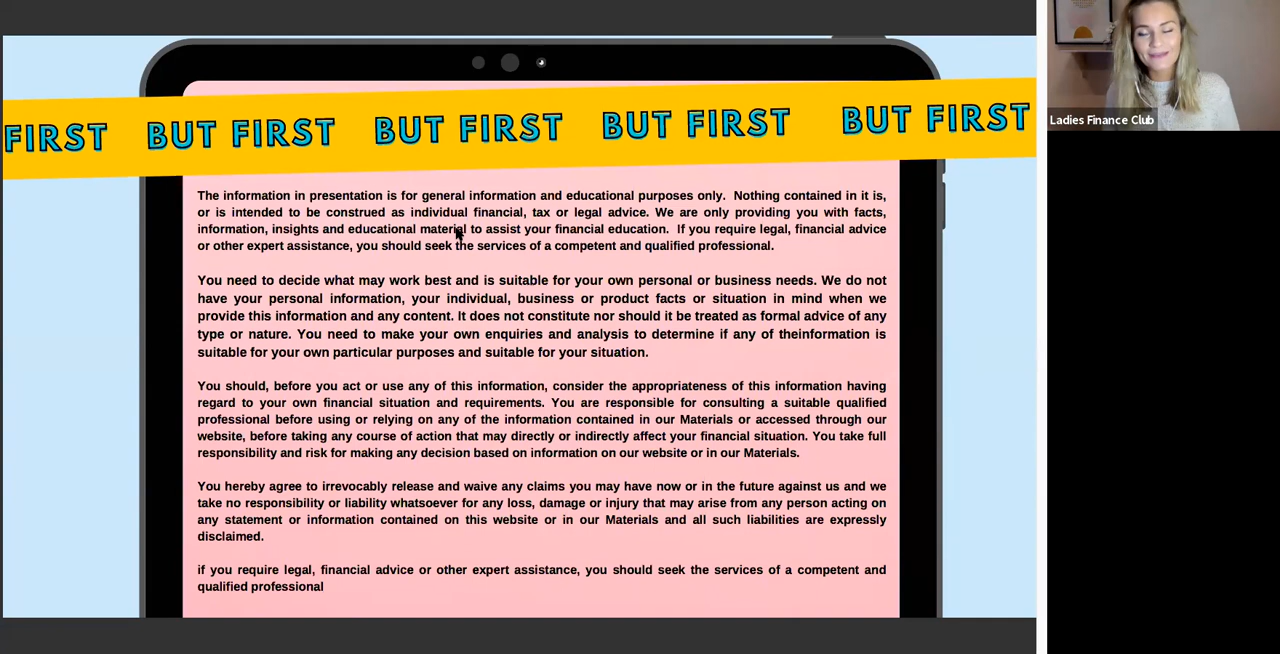 FIRST BUT FIRST BUT FIRST BUT FIRST BUT FIRST
Ladies Finance Club
The information in presentation is for general information and educational purposes only. Nothing contained in it is,
or is intended to be construed as individual financial, tax or legal advice. We are only providing you with facts,
information, insights and educational material to assist your financial education. If you require legal, financial advice
or other expert assistance, you should seek the services of a competent and qualified professional.
You need to decide what may work best and is suitable for your own personal or business needs. We do not
have your personal information, your individual, business or product facts or situation in mind when we
provide this information and any content. It does not constitute nor should it be treated as formal advice of any
type or nature. You need to make your own enquiries and analysis to determine if any of theinformation is
suitable for your own particular purposes and suitable for your situation.
You should, before you act or use any of this information, consider the appropriateness of this information having
regard to your own financial situation and requirements. You are responsible for consulting a suitable qualified
professional before using or relying on any of the information contained in our Materials or accessed through our
website, before taking any course of action that may directly or indirectly affect your financial situation. You take full
responsibility and risk for making any decision based on information on our website or in our Materials.
You hereby agree to irrevocably release and waive any claims you may have now or in the future against us and we
take no responsibility or liability whatsoever for any loss, damage or injury that may arise from any person acting on
any statement or information contained on this website or in our Materials and all such liabilities are expressly
disclaimed.
if you require legal, financial advice or other expert assistance, you should seek the services of a competent and
qualified professional